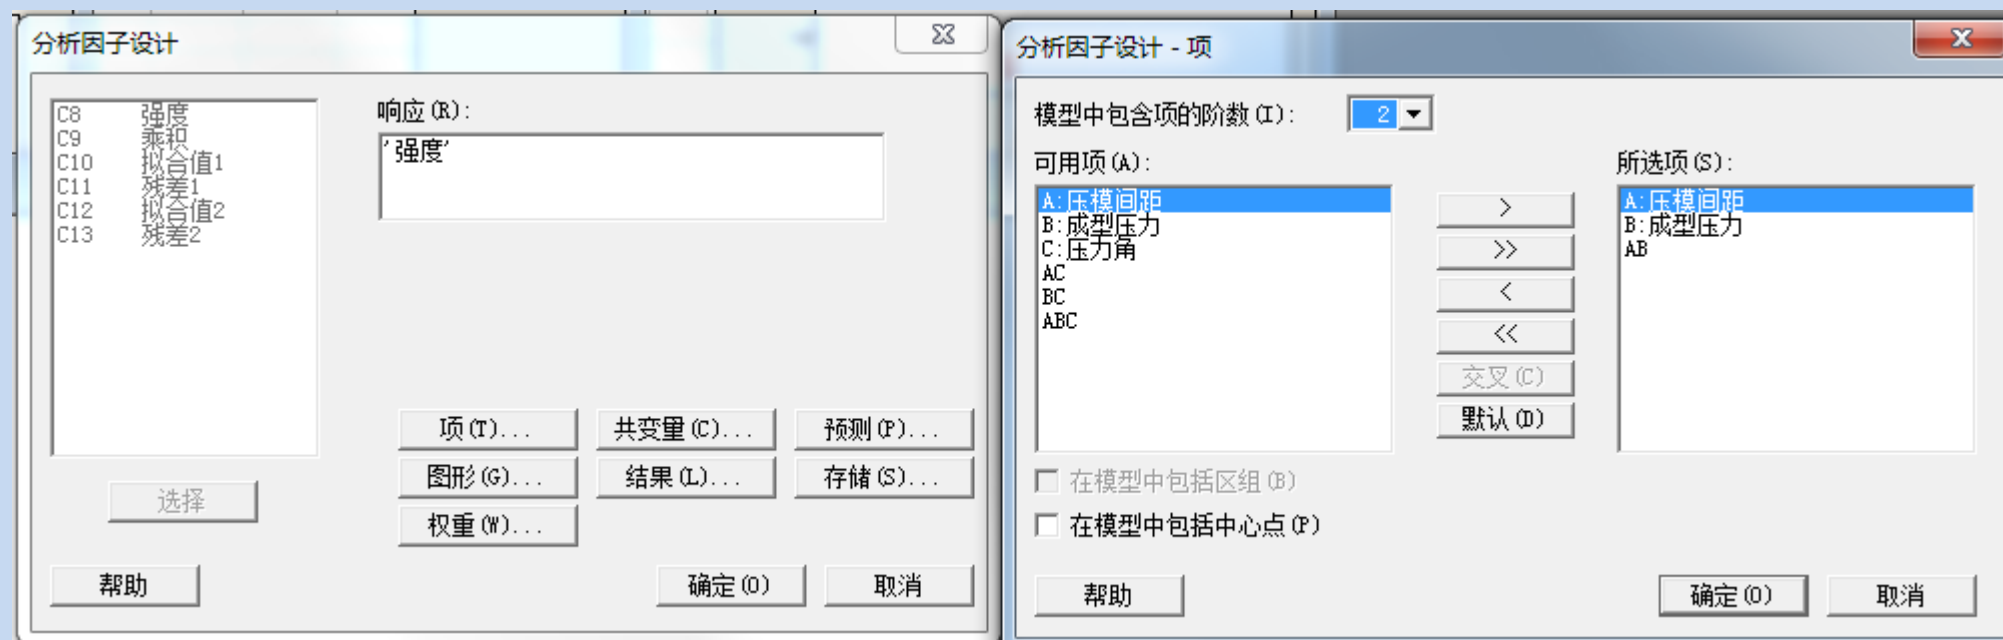 分析因子设计
C8 强度
C9 乘积
C10 拟合值1
C11 残差1
C12 拟合值2
C13 残差2
响应(R):
'强度'
项(T)...
共变量(C)...
预测(P)...
图形(G)...
结果(L)...
存储(S)...
权重(W)...
选择
帮助
确定(O)
取消
分析因子设计 - 项
模型中包含项的阶数(I):
2
可用项(A):
A:压模间距
B:成型压力
C:压力角
AC
BC
ABC
>
>>
<
<<
交叉(C)
默认(D)
所选项(S):
A:压模间距
B:成型压力
AB
在模型中包括区组(B)
在模型中包括中心点(P)
帮助
确定(O)
取消